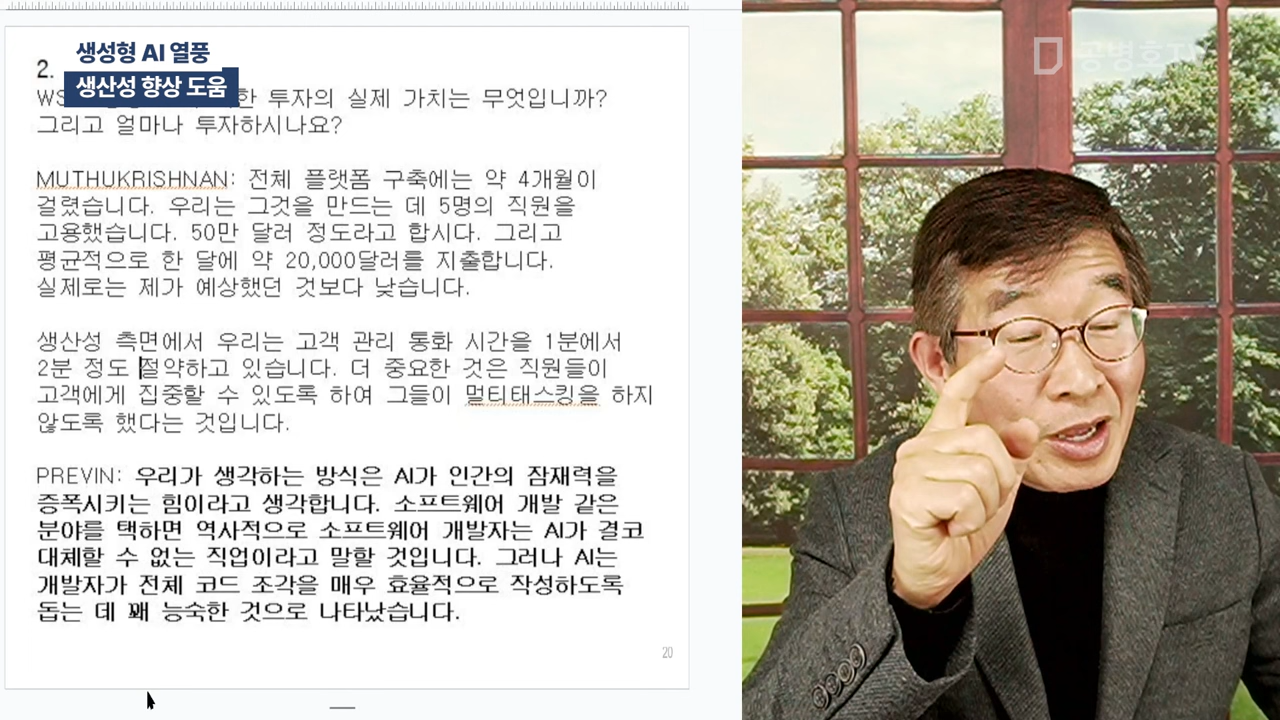 생성형 AI 열풍
생산성 향상 도움
2.
WS 한 투자의 실제 가치는 무엇입니까?
그리고 얼마나 투자하시나요?
MUTHUKRISHNAN: 전체 플랫폼 구축에는 약 4개월이
걸렸습니다. 우리는 그것을 만드는 데 5명의 직원을
고용했습니다. 50만 달러 정도라고 합시다. 그리고
평균적으로 한 달에 약 20,000달러를 지출합니다.
실제로는 제가 예상했던 것보다 낮습니다.
생산성 측면에서 우리는 고객 관리 통화 시간을 1분에서
2분 정도 절약하고 있습니다. 더 중요한 것은 직원들이
고객에게 집중할 수 있도록 하여 그들이 멀티태스킹을 하지
않도록 했다는 것입니다.
PREVIN: 우리가 생각하는 방식은 AI가 인간의 잠재력을
증폭시키는 힘이라고 생각합니다. 소프트웨어 개발 같은
분야를 택하면 역사적으로 소프트웨어 개발자는 AI가 결코
대체할 수 없는 직업이라고 말할 것입니다. 그러나 AI는
개발자가 전체 코드 조각을 매우 효율적으로 작성하도록
돕는 데 꽤 능숙한 것으로 나타났습니다.
20
공병호TV